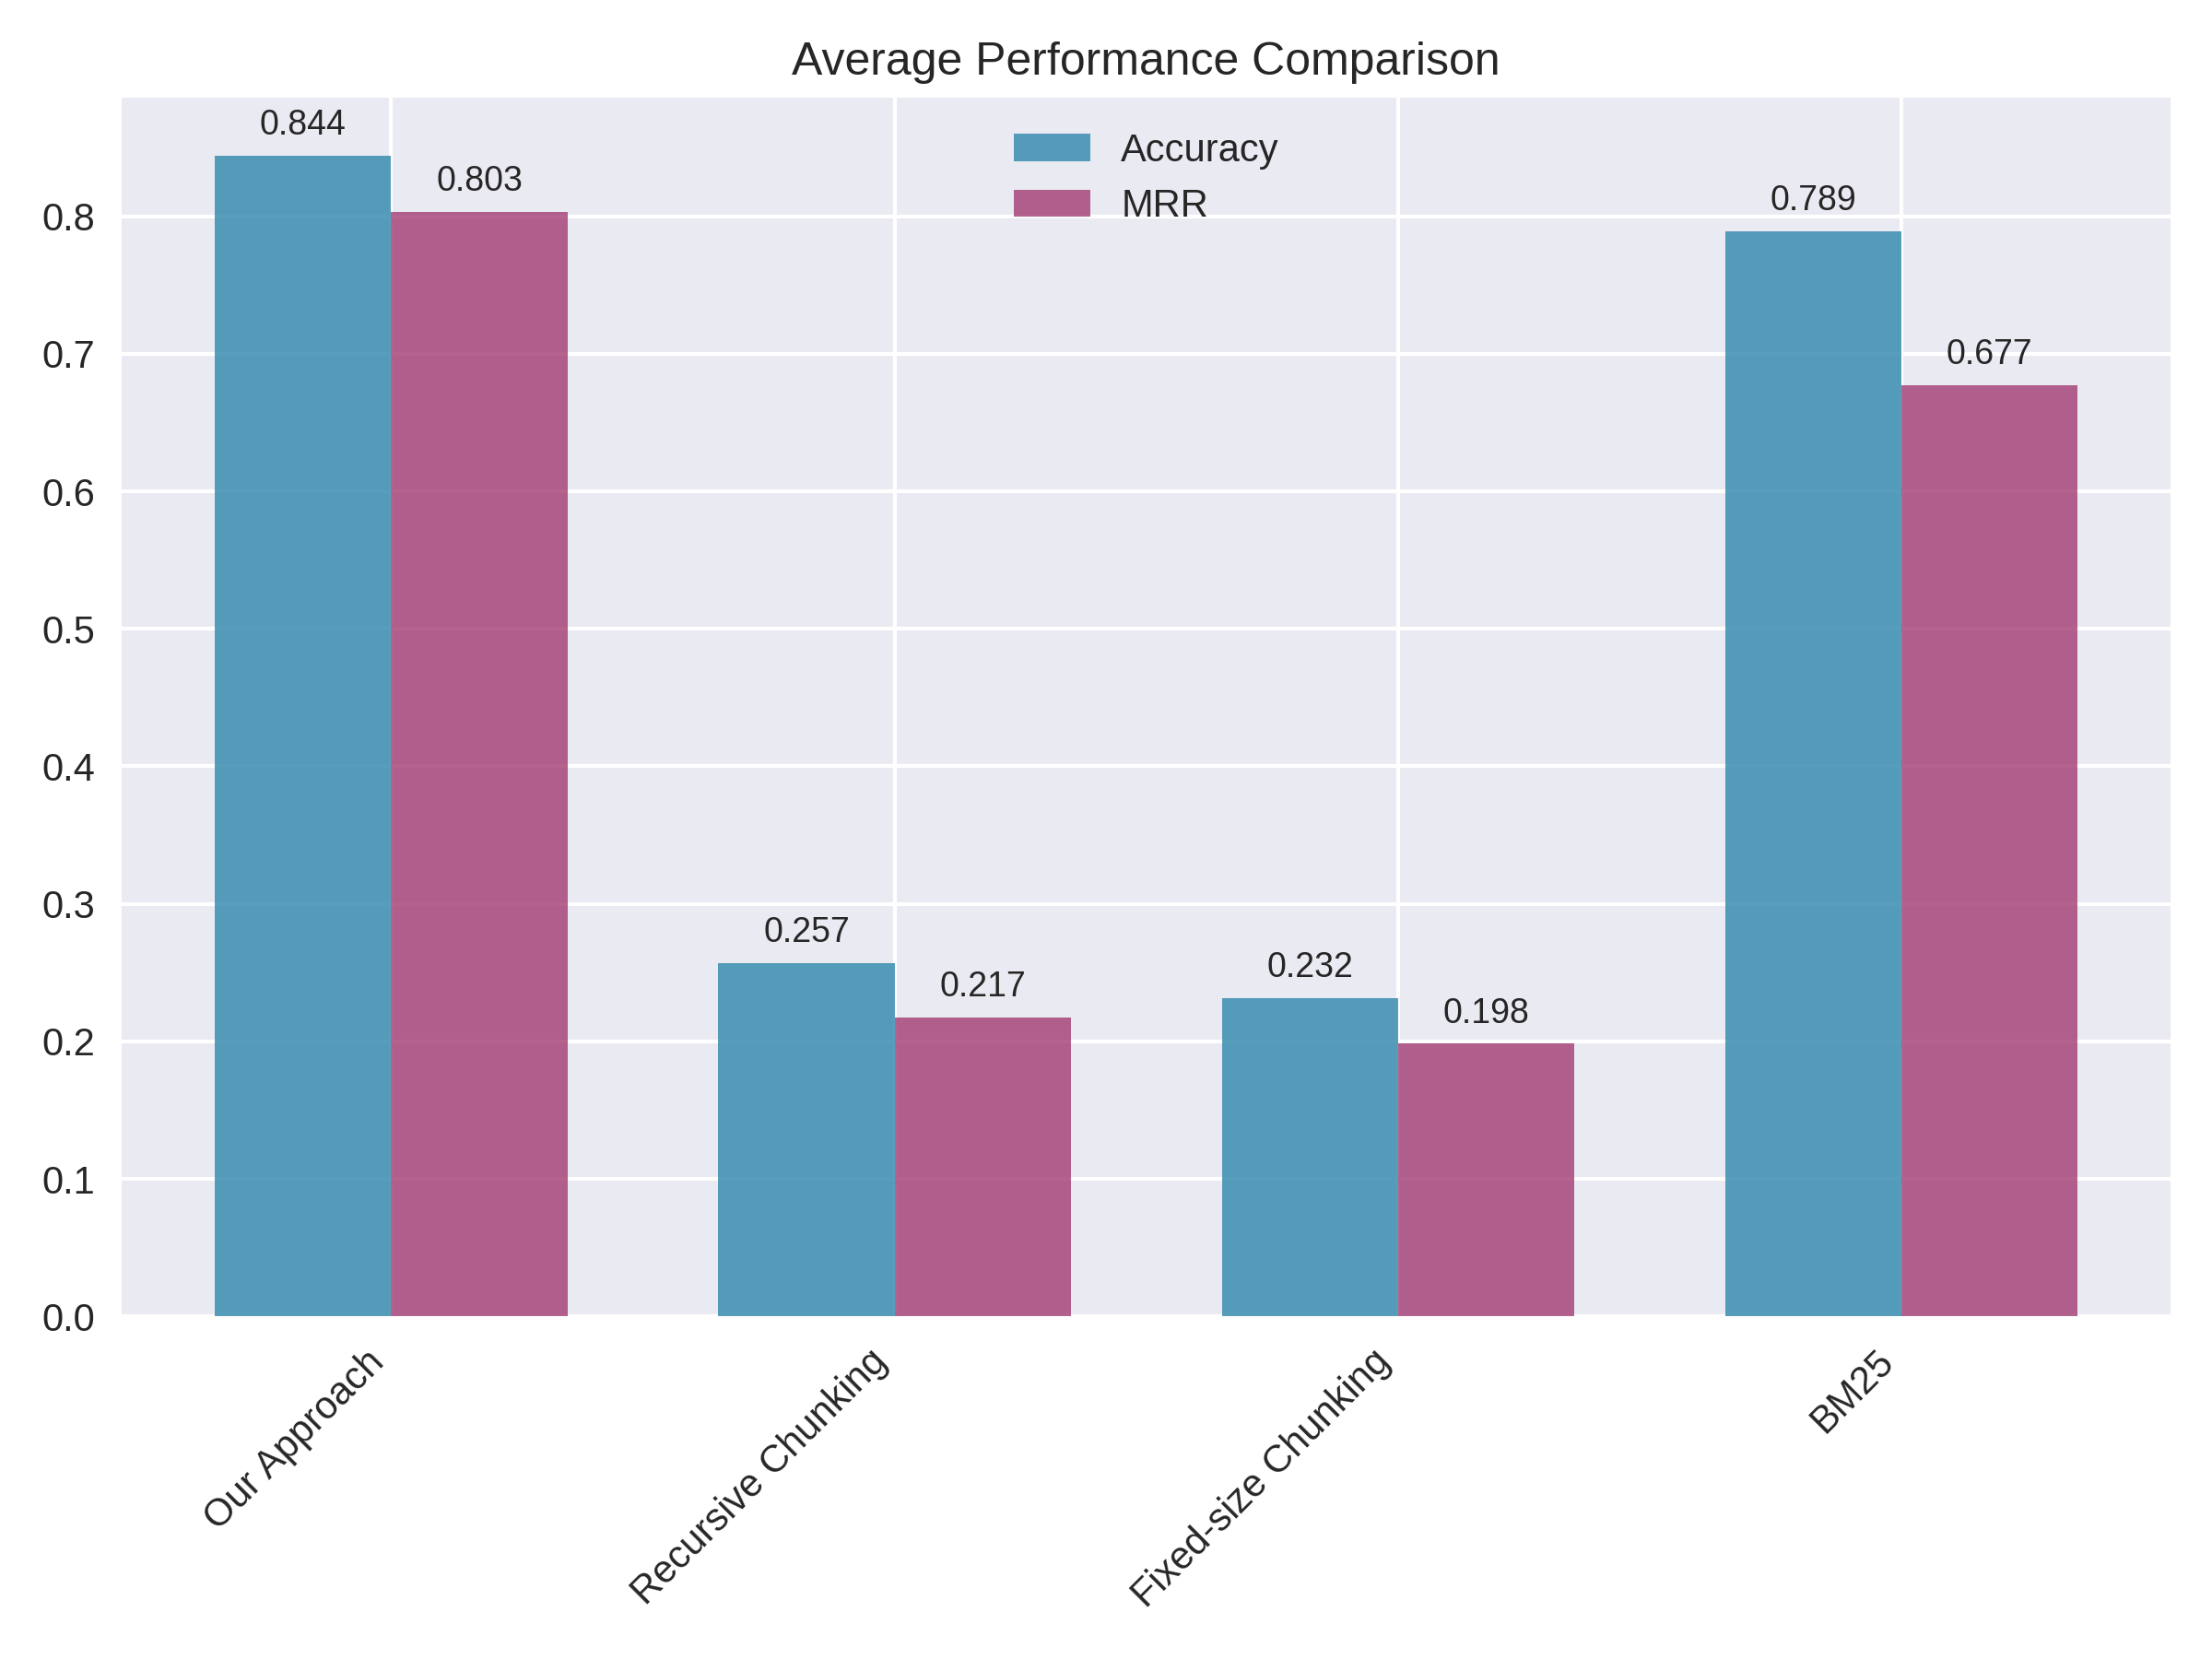 Average Performance Comparison
Accuracy
MRR
0.844
0.803
0.257
0.217
0.232
0.198
0.789
0.677
0.8
0.7
0.6
0.5
0.4
0.3
0.2
0.1
0.0
Our Approach
Recursive Chunking
Fixed-size Chunking
BM25